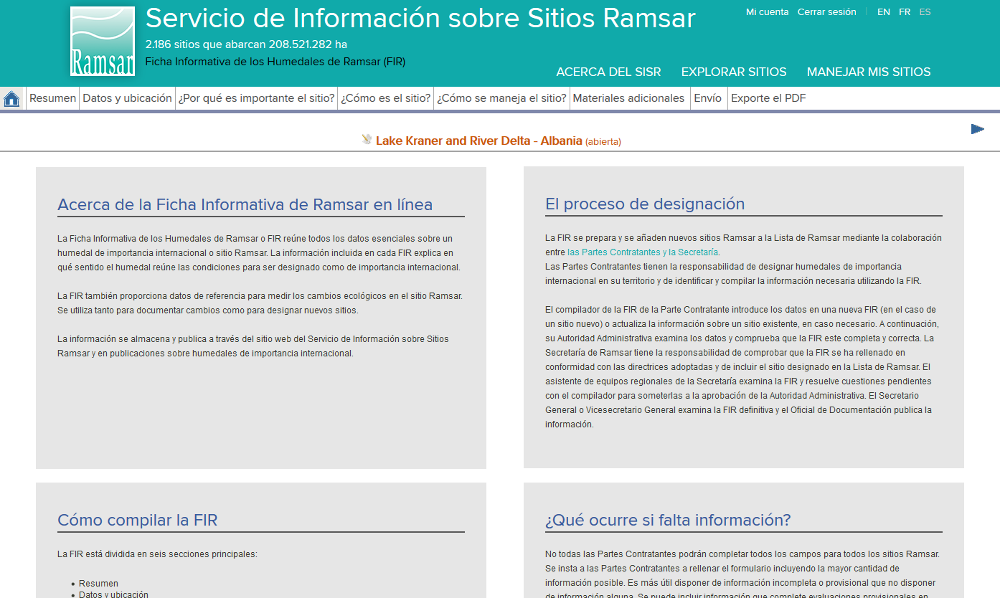 Ramsar
Servicio de Información sobre Sitios Ramsar
2.186 sitios que abarcan 208.521.282 ha
Ficha Informativa de los Humedales de Ramsar (FIR)
Mi cuenta Cerrar sesión | EN FR ES
ACERCA DEL SISR EXPLORAR SITIOS MANEJAR MIS SITIOS
Resumen Datos y ubicación ¿Por qué es importante el sitio? ¿Cómo es el sitio? ¿Cómo se maneja el sitio? Materiales adicionales Envío Exporte el PDF
Lake Kraner and River Delta - Albania (abierta)
Acerca de la Ficha Informativa de Ramsar en línea
La Ficha Informativa de los Humedales de Ramsar o FIR reúne todos los datos esenciales sobre un
humedal de importancia internacional o sitio Ramsar. La información incluida en cada FIR explica en
qué sentido el humedal reúne las condiciones para ser designado como de importancia internacional.
La FIR también proporciona datos de referencia para medir los cambios ecológicos en el sitio Ramsar.
Se utiliza tanto para documentar cambios como para designar nuevos sitios.
La información se almacena y publica a través del sitio web del Servicio de Información sobre Sitios
Ramsar y en publicaciones sobre humedales de importancia internacional.
El proceso de designación
La FIR se prepara y se añaden nuevos sitios Ramsar a la Lista de Ramsar mediante la colaboración
entre las Partes Contratantes y la Secretaría.
Las Partes Contratantes tienen la responsabilidad de designar humedales de importancia
internacional en su territorio y de identificar y compilar la información necesaria utilizando la FIR.
El compilador de la FIR de la Parte Contratante introduce los datos en una nueva FIR (en el caso de
un sitio nuevo) o actualiza la información sobre un sitio existente, en caso necesario. A continuación,
su Autoridad Administrativa examina los datos y comprueba que la FIR este completa y correcta. La
Secretaría de Ramsar tiene la responsabilidad de comprobar que la FIR se ha rellenado en
conformidad con las directrices adoptadas y de incluir el sitio designado en la Lista de Ramsar. El
asistente de equipos regionales de la Secretaría examina la FIR y resuelve cuestiones pendientes
con el compilador para someterlas a la aprobación de la Autoridad Administrativa. El Secretario
General o Vicesecretario General examina la FIR definitiva y el Oficial de Documentación publica la
información.
Cómo compilar la FIR
La FIR está dividida en seis secciones principales:
• Resumen
• Datos y ubicación
¿Qué ocurre si falta información?
No todas las Partes Contratantes podrán completar todos los campos para todos los sitios Ramsar.
Se insta a las Partes Contratantes a rellenar el formulario incluyendo la mayor cantidad de
información posible. Es más útil disponer de información incompleta o provisional que no disponer
de información alguna. Se puede incluir información que complete evaluaciones provisionales en